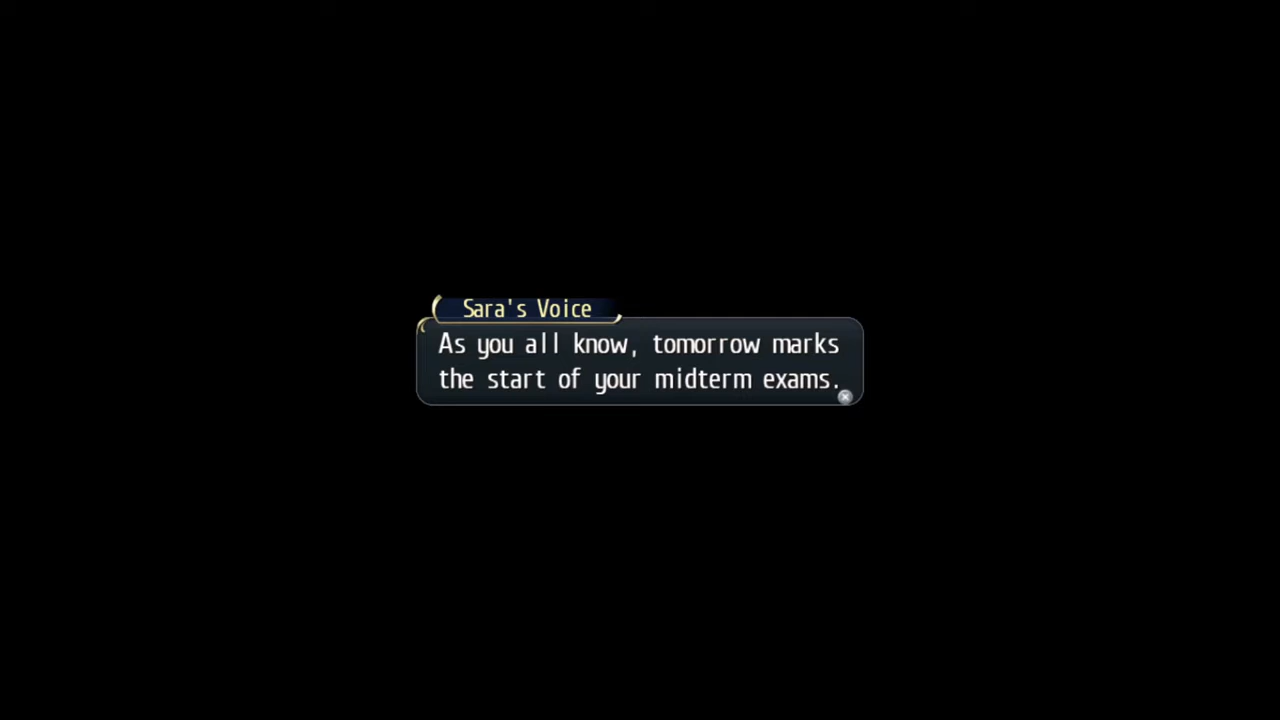 Sara's Voice
As you all know, tomorrow marks
the start of your midterm exams.